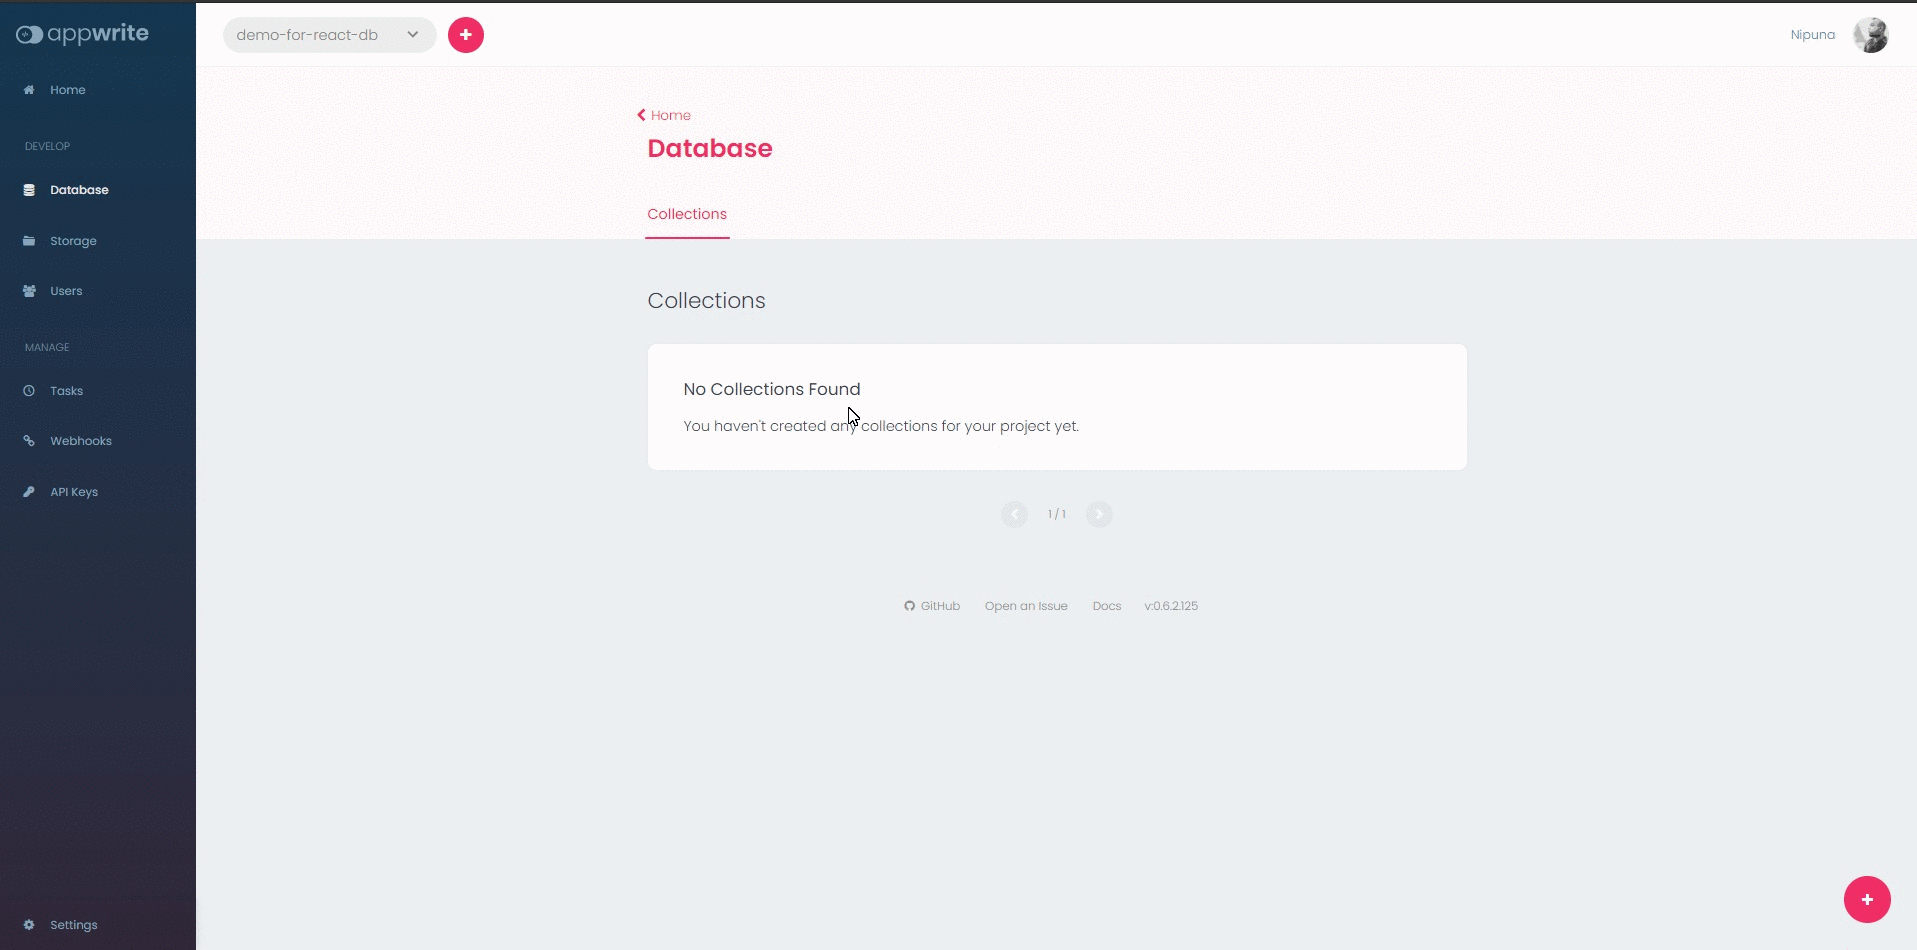 appwrite
demo-for-react-db
Nipuna
Home
DEVELOP
Database
Storage
Users
MANAGE
Tasks
Webhooks
API Keys
Settings
Home
Database
Collections
Collections
No Collections Found
You haven't created any collections for your project yet.
1 / 1
GitHub Open an Issue Docs v:0.6.2.125